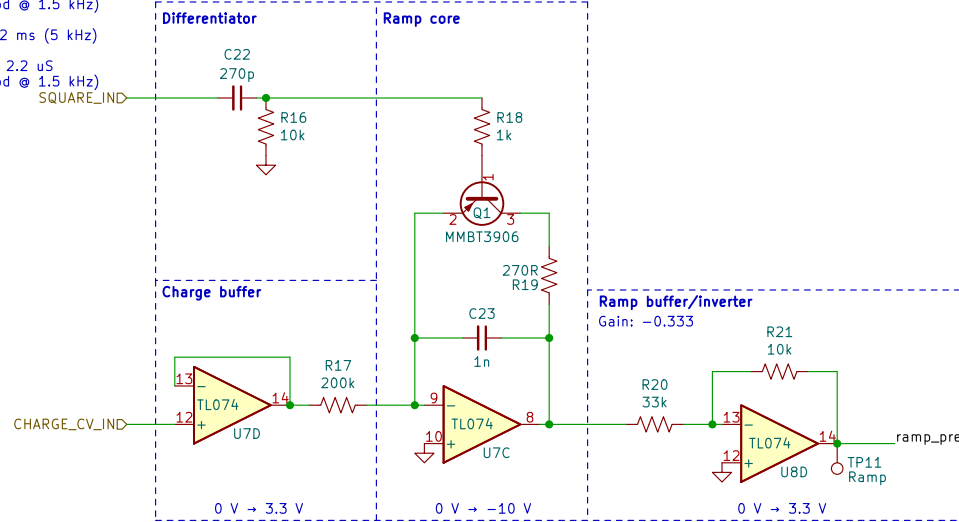 od @ 1.5 kHz)
2 ms (5 kHz)
2.2 uS
od @ 1.5 kHz)
Differentiator
Ramp core
C22
270p
SQUARE_IN
R16
10k
R18
1k
1
Q1
2
3
MMBT3906
270R
R19
Charge buffer
Ramp buffer/inverter
Gain: -0.333
C23
1n
R21
10k
R17
200k
R20
33k
13
14
TL074
12
U7D
CHARGE_CV_IN
9
8
TL074
10
U7C
13
14
TL074
12
U8D
ramp_pre
TP11
Ramp
0 V → 3.3 V
0 V → -10 V
0 V → 3.3 V